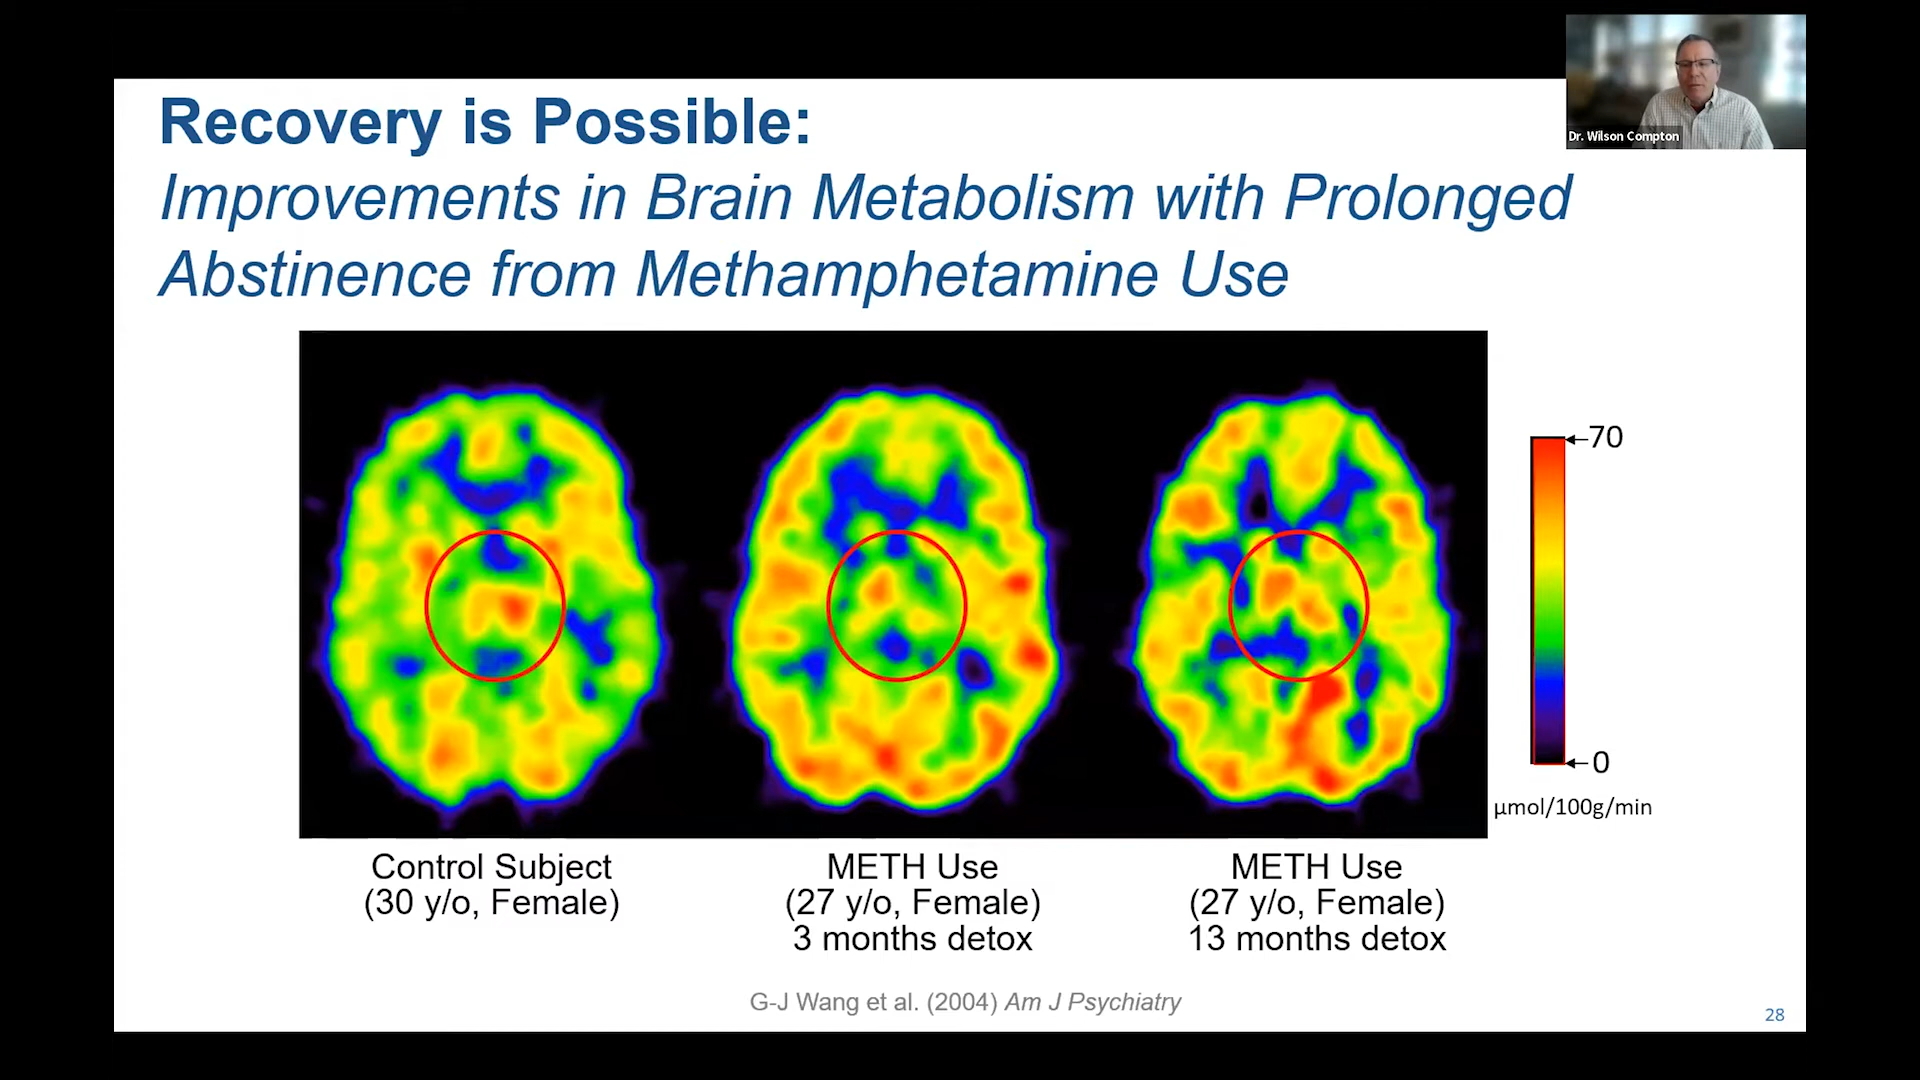 Recovery is Possible:
Improvements in Brain Metabolism with Prolonged
Abstinence from Methamphetamine Use
Dr. Wilson Compton
70
0
µmol/100g/min
Control Subject
(30 y/o, Female)
METH Use
(27 y/o, Female)
3 months detox
METH Use
(27 y/o, Female)
13 months detox
G-J Wang et al. (2004) Am J Psychiatry
28